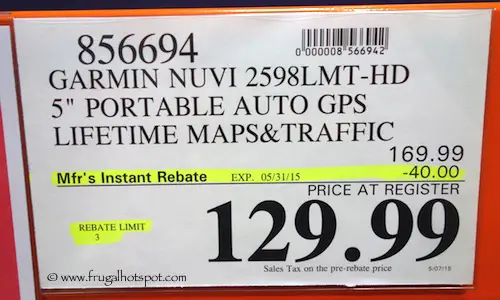 856694
0000008566942
GARMIN NUVI 2598LMT-HD
5" PORTABLE AUTO GPS
LIFETIME MAPS&TRAFFIC
169.99
Mfr's Instant Rebate EXP. 05/31/15 -40.00
PRICE AT REGISTER
REBATE LIMIT
3
129.99
Sales Tax on the pre-rebate price
5/07/15
© www.frugalhotspot.com